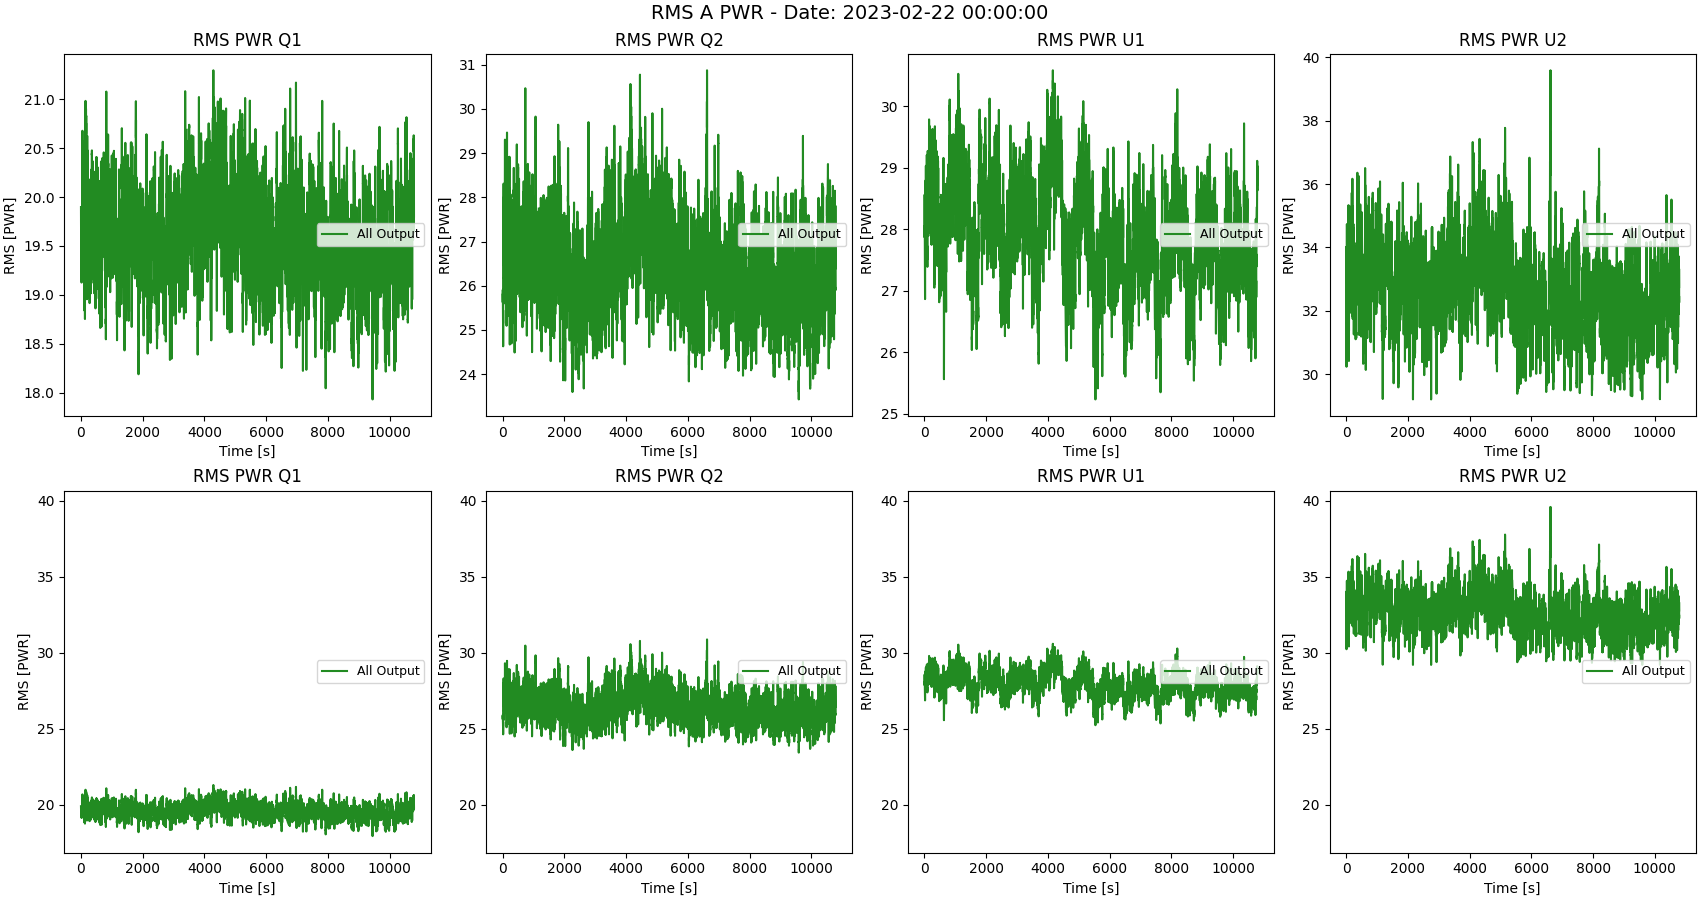 RMS A PWR - Date: 2023-02-22 00:00:00
RMS PWR Q1
RMS [PWR]
21.0
20.5
20.0
19.5
19.0
18.5
18.0
All Output
0 2000 4000 6000 8000 10000
Time [s]
RMS PWR Q2
RMS [PWR]
31
30
29
28
27
26
25
24
All Output
0 2000 4000 6000 8000 10000
Time [s]
RMS PWR U1
RMS [PWR]
30
29
28
27
26
25
All Output
0 2000 4000 6000 8000 10000
Time [s]
RMS PWR U2
RMS [PWR]
40
38
36
34
32
30
All Output
0 2000 4000 6000 8000 10000
Time [s]
RMS PWR Q1
RMS [PWR]
40
35
30
25
20
All Output
0 2000 4000 6000 8000 10000
Time [s]
RMS PWR Q2
RMS [PWR]
40
35
30
25
20
All Output
0 2000 4000 6000 8000 10000
Time [s]
RMS PWR U1
RMS [PWR]
40
35
30
25
20
All Output
0 2000 4000 6000 8000 10000
Time [s]
RMS PWR U2
RMS [PWR]
40
35
30
25
20
All Output
0 2000 4000 6000 8000 10000
Time [s]